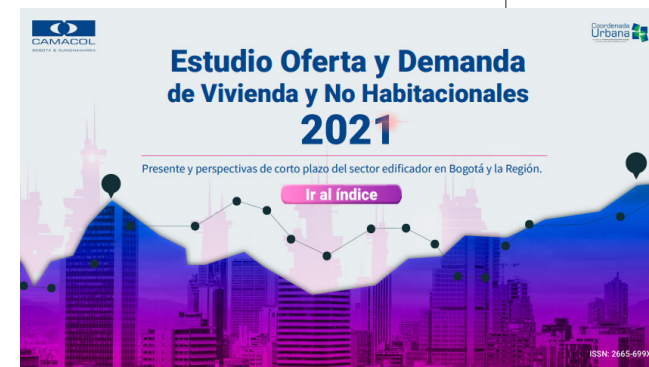 CAMACOL
BOGOTÁ & CUNDINAMARCA
Coordenada
Urbana
Estudio Oferta y Demanda
de Vivienda y No Habitacionales
2021
Presente y perspectivas de corto plazo del sector edificador en Bogotá y la Región.
Ir al índice
ISSN: 2665-699X